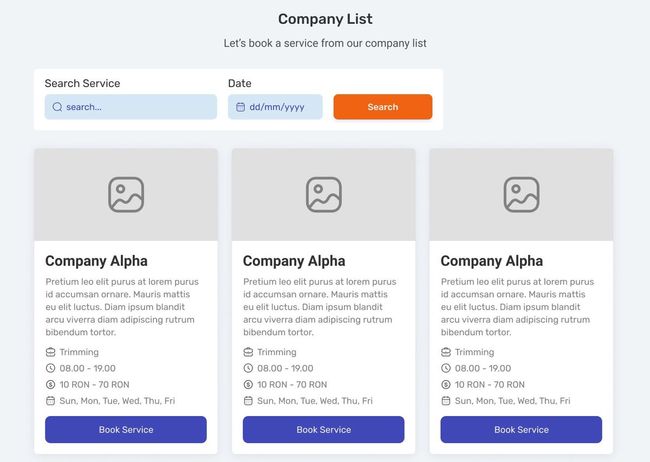 Company List
Let's book a service from our company list
Search Service
Date
search...
dd/mm/yyyy
Search
Company Alpha
Pretium leo elit purus at lorem purus
id accumsan ornare. Mauris mattis
eu elit luctus. Diam ipsum blandit
arcu viverra diam adipiscing rutrum
bibendum tortor.
Trimming
08.00 - 19.00
10 RON - 70 RON
Sun, Mon, Tue, Wed, Thu, Fri
Book Service
Company Alpha
Pretium leo elit purus at lorem purus
id accumsan ornare. Mauris mattis
eu elit luctus. Diam ipsum blandit
arcu viverra diam adipiscing rutrum
bibendum tortor.
Trimming
08.00 - 19.00
10 RON - 70 RON
Sun, Mon, Tue, Wed, Thu, Fri
Book Service
Company Alpha
Pretium leo elit purus at lorem purus
id accumsan ornare. Mauris mattis
eu elit luctus. Diam ipsum blandit
arcu viverra diam adipiscing rutrum
bibendum tortor.
Trimming
08.00 - 19.00
10 RON - 70 RON
Sun, Mon, Tue, Wed, Thu, Fri
Book Service